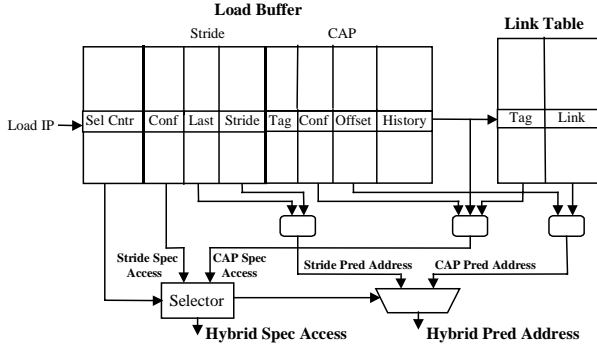 Load Buffer
Link Table
Stride
CAP
Load IP
Sel Cntr
Conf
Last
Stride
Tag
Conf
Offset
History
Tag
Link
Stride Spec
Access
CAP Spec
Access
Stride Pred Address
CAP Pred Address
Selector
Hybrid Spec Access
Hybrid Pred Address